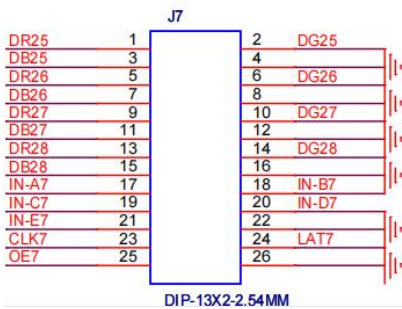 J7
DR25 1 2 DG25
DB25 3 4
DR26 5 6 DG26
DB26 7 8
DR27 9 10 DG27
DB27 11 12
DR28 13 14 DG28
DB28 15 16
IN-A7 17 18 IN-B7
IN-C7 19 20 IN-D7
IN-E7 21 22
CLK7 23 24 LAT7
OE7 25 26
DIP-13X2-2.54MM